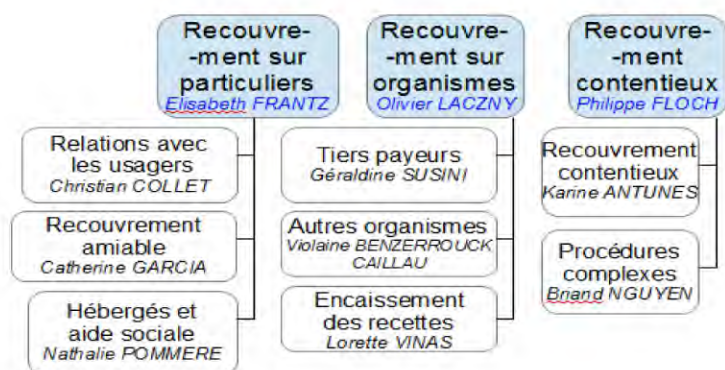 Recouvre-
-ment sur
particuliers
Elisabeth FRANTZ
Relations avec
les usagers
Christian COLLET
Recouvrement
amiable
Catherine GARCIA
Hébergés et
aide sociale
Nathalie POMMERE
Recouvre-
-ment sur
organismes
Olivier LACZNY
Tiers payeurs
Géraldine SUSINI
Autres organismes
Violaine BENZERROUCK
CAILLAU
Encaissement
des recettes
Lorette VINAS
Recouvre-
-ment
contentieux
Philippe FLOCH
Recouvrement
contentieux
Karine ANTUNES
Procédures
complexes
Briand NGUYEN